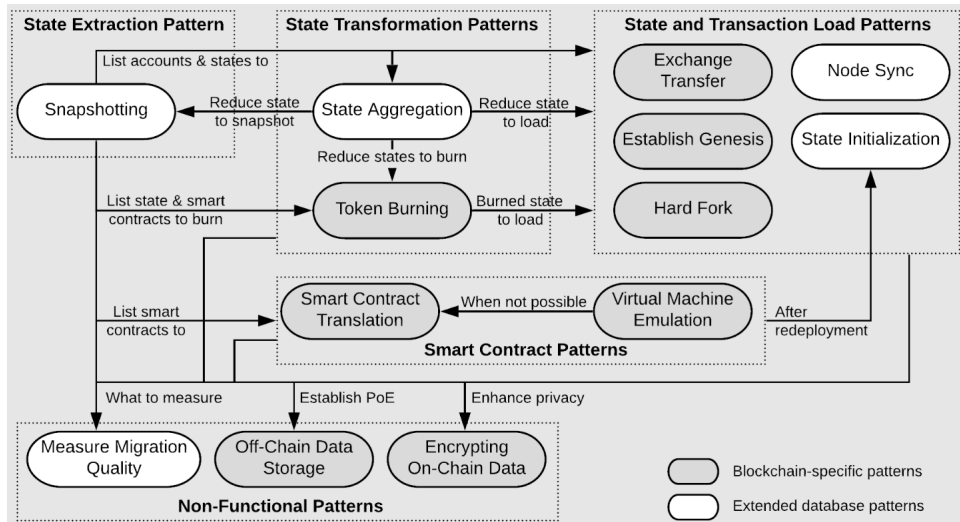 State Extraction Pattern
State Transformation Patterns
State and Transaction Load Patterns
List accounts & states to
Exchange
Transfer
Node Sync
Snapshotting
Reduce state
to snapshot
State Aggregation
Reduce state
to load
Establish Genesis
State Initialization
Reduce states to burn
List state & smart
contracts to burn
Token Burning
Burned state
to load
Hard Fork
List smart
contracts to
Smart Contract
Translation
When not possible
Virtual Machine
Emulation
After
redeployment
Smart Contract Patterns
What to measure
Establish PoE
Enhance privacy
Measure Migration
Quality
Off-Chain Data
Storage
Encrypting
On-Chain Data
Non-Functional Patterns
Blockchain-specific patterns
Extended database patterns